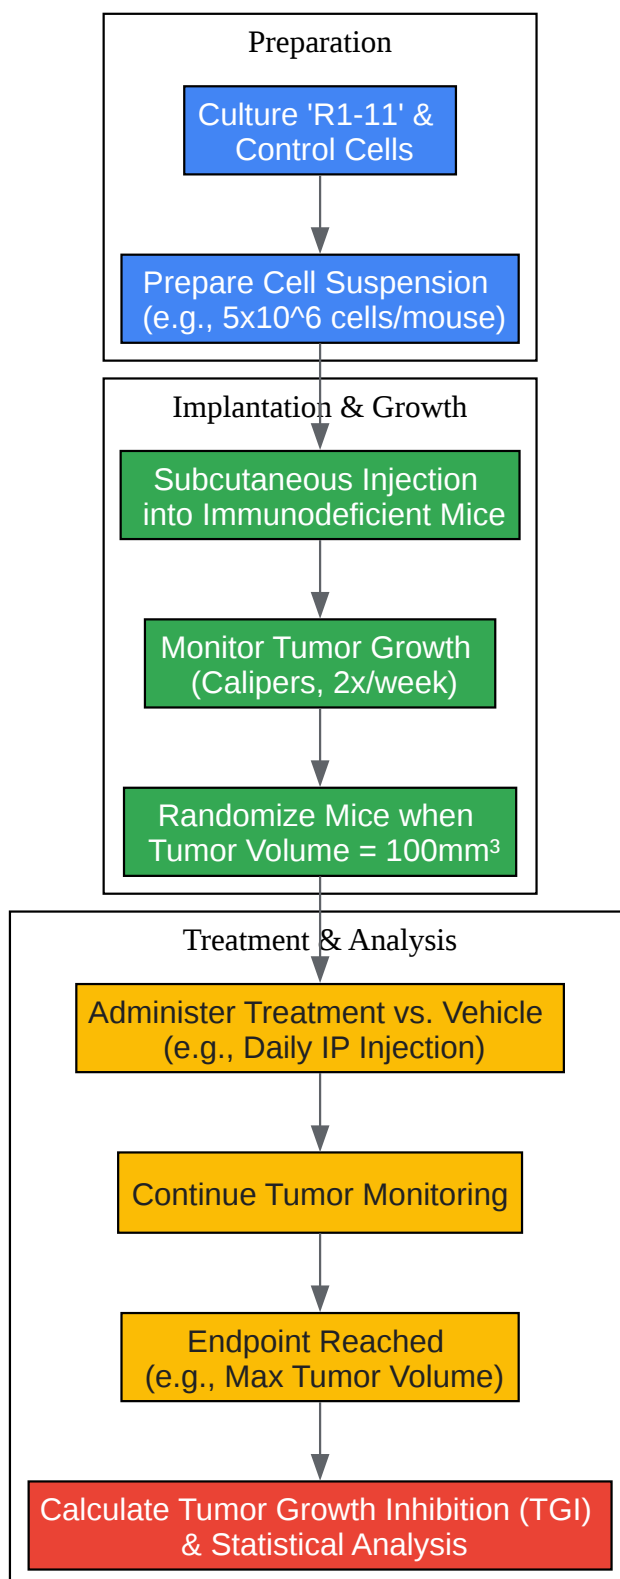 Preparation
Culture 'R1-11' &
Control Cells
Prepare Cell Suspension
(e.g., 5x10^6 cells/mouse)
Implantation & Growth
Subcutaneous Injection
into Immunodeficient Mice
Monitor Tumor Growth
(Calipers, 2x/week)
Randomize Mice when
Tumor Volume = 100mm³
Treatment & Analysis
Administer Treatment vs. Vehicle
(e.g., Daily IP Injection)
Continue Tumor Monitoring
Endpoint Reached
(e.g., Max Tumor Volume)
Calculate Tumor Growth Inhibition (TGI)
& Statistical Analysis